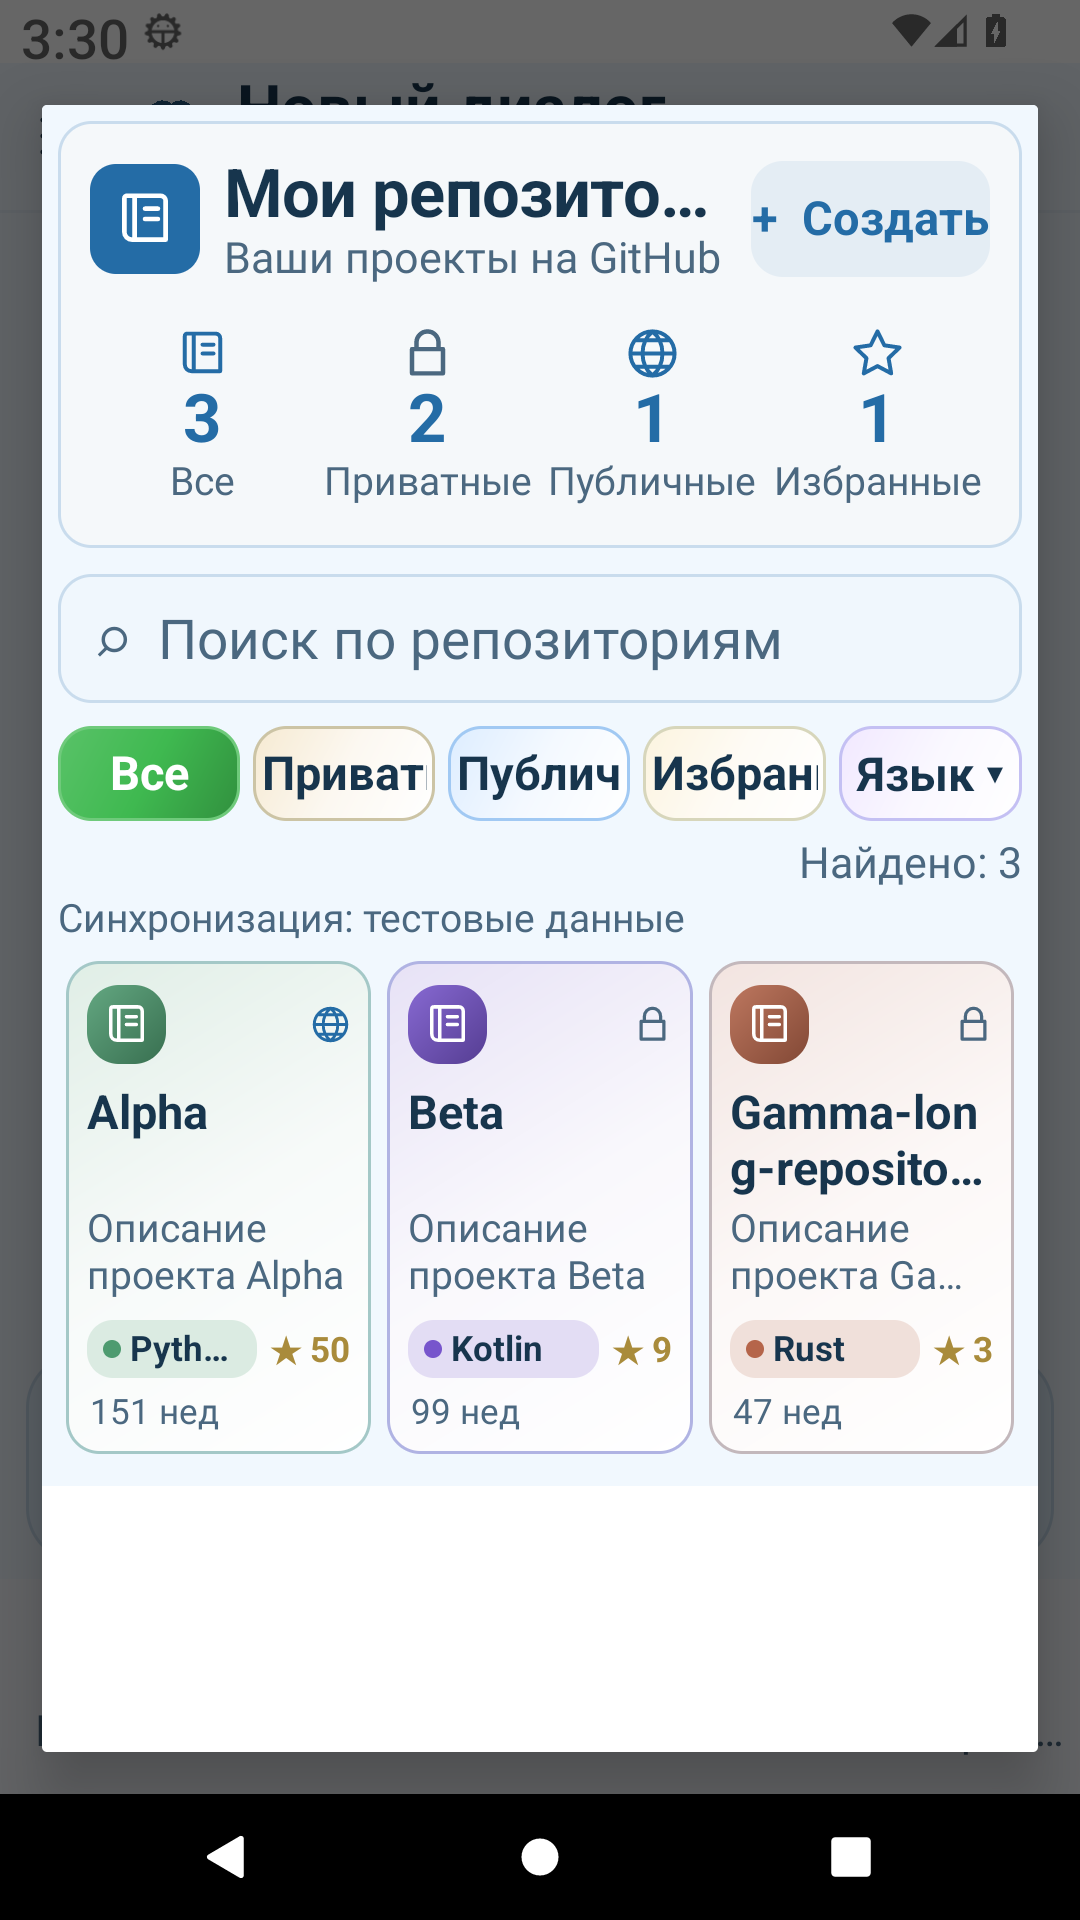 3:30
Новый диалог
Мои репозито...
Ваши проекты на GitHub
+ Создать
3
Все
2
Приватные
1
Публичные
1
Избранные
Поиск по репозиториям
Все
Приват
Публич
Избран
Язык ▼
Найдено: 3
Синхронизация: тестовые данные
Alpha
Описание
проекта Alpha
Pyth...
★ 50
151 нед
Beta
Описание
проекта Beta
Kotlin
★ 9
99 нед
Gamma-lon
g-reposito...
Описание
проекта Ga...
Rust
★ 3
47 нед